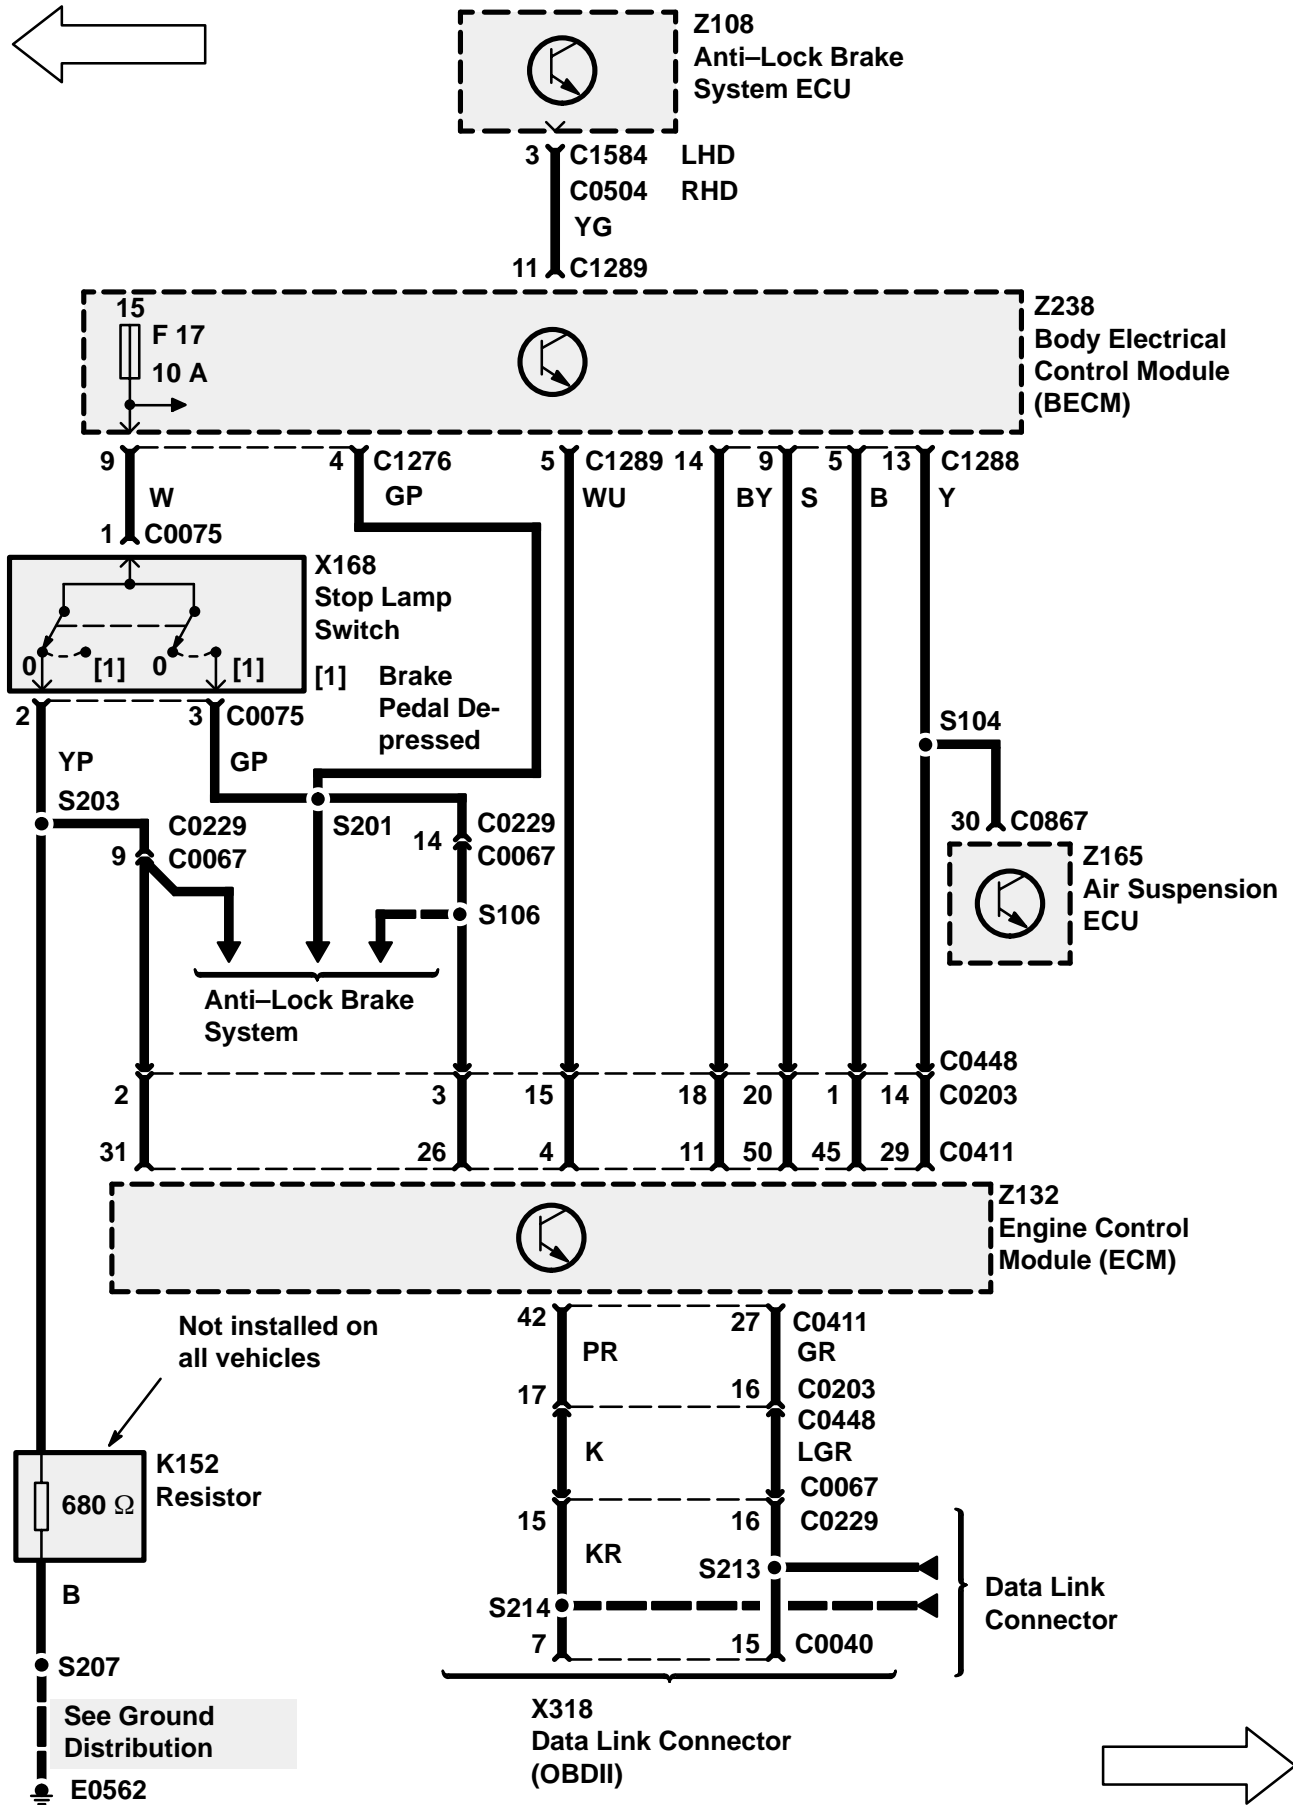 Z108
Anti–Lock Brake
System ECU
3 C1584 LHD
C0504 RHD
YG
11 C1289
15
F 17
10 A
Z238
Body Electrical
Control Module
(BECM)
9 4 C1276 5 C1289 14 9 5 13 C1288
W GP WU BY S B Y
1 C0075
X168
Stop Lamp
Switch
0 [1] 0 [1]
[1] Brake
Pedal De-
pressed
2 3 C0075
S104
YP GP
S203
C0229
9 C0067
S201
C0229
14 C0067
30 C0867
Z165
Air Suspension
ECU
S106
Anti–Lock Brake
System
C0448
2 3 15 18 20 1 14 C0203
31 26 4 11 50 45 29 C0411
Z132
Engine Control
Module (ECM)
Not installed on
all vehicles
42 27 C0411
PR GR
17 16 C0203
C0448
K LGR
C0067
15 16 C0229
K152
Resistor
680 Ω
KR
S213
S214
Data Link
Connector
B
7 15 C0040
S207
See Ground
Distribution
E0562
X318
Data Link Connector
(OBDII)